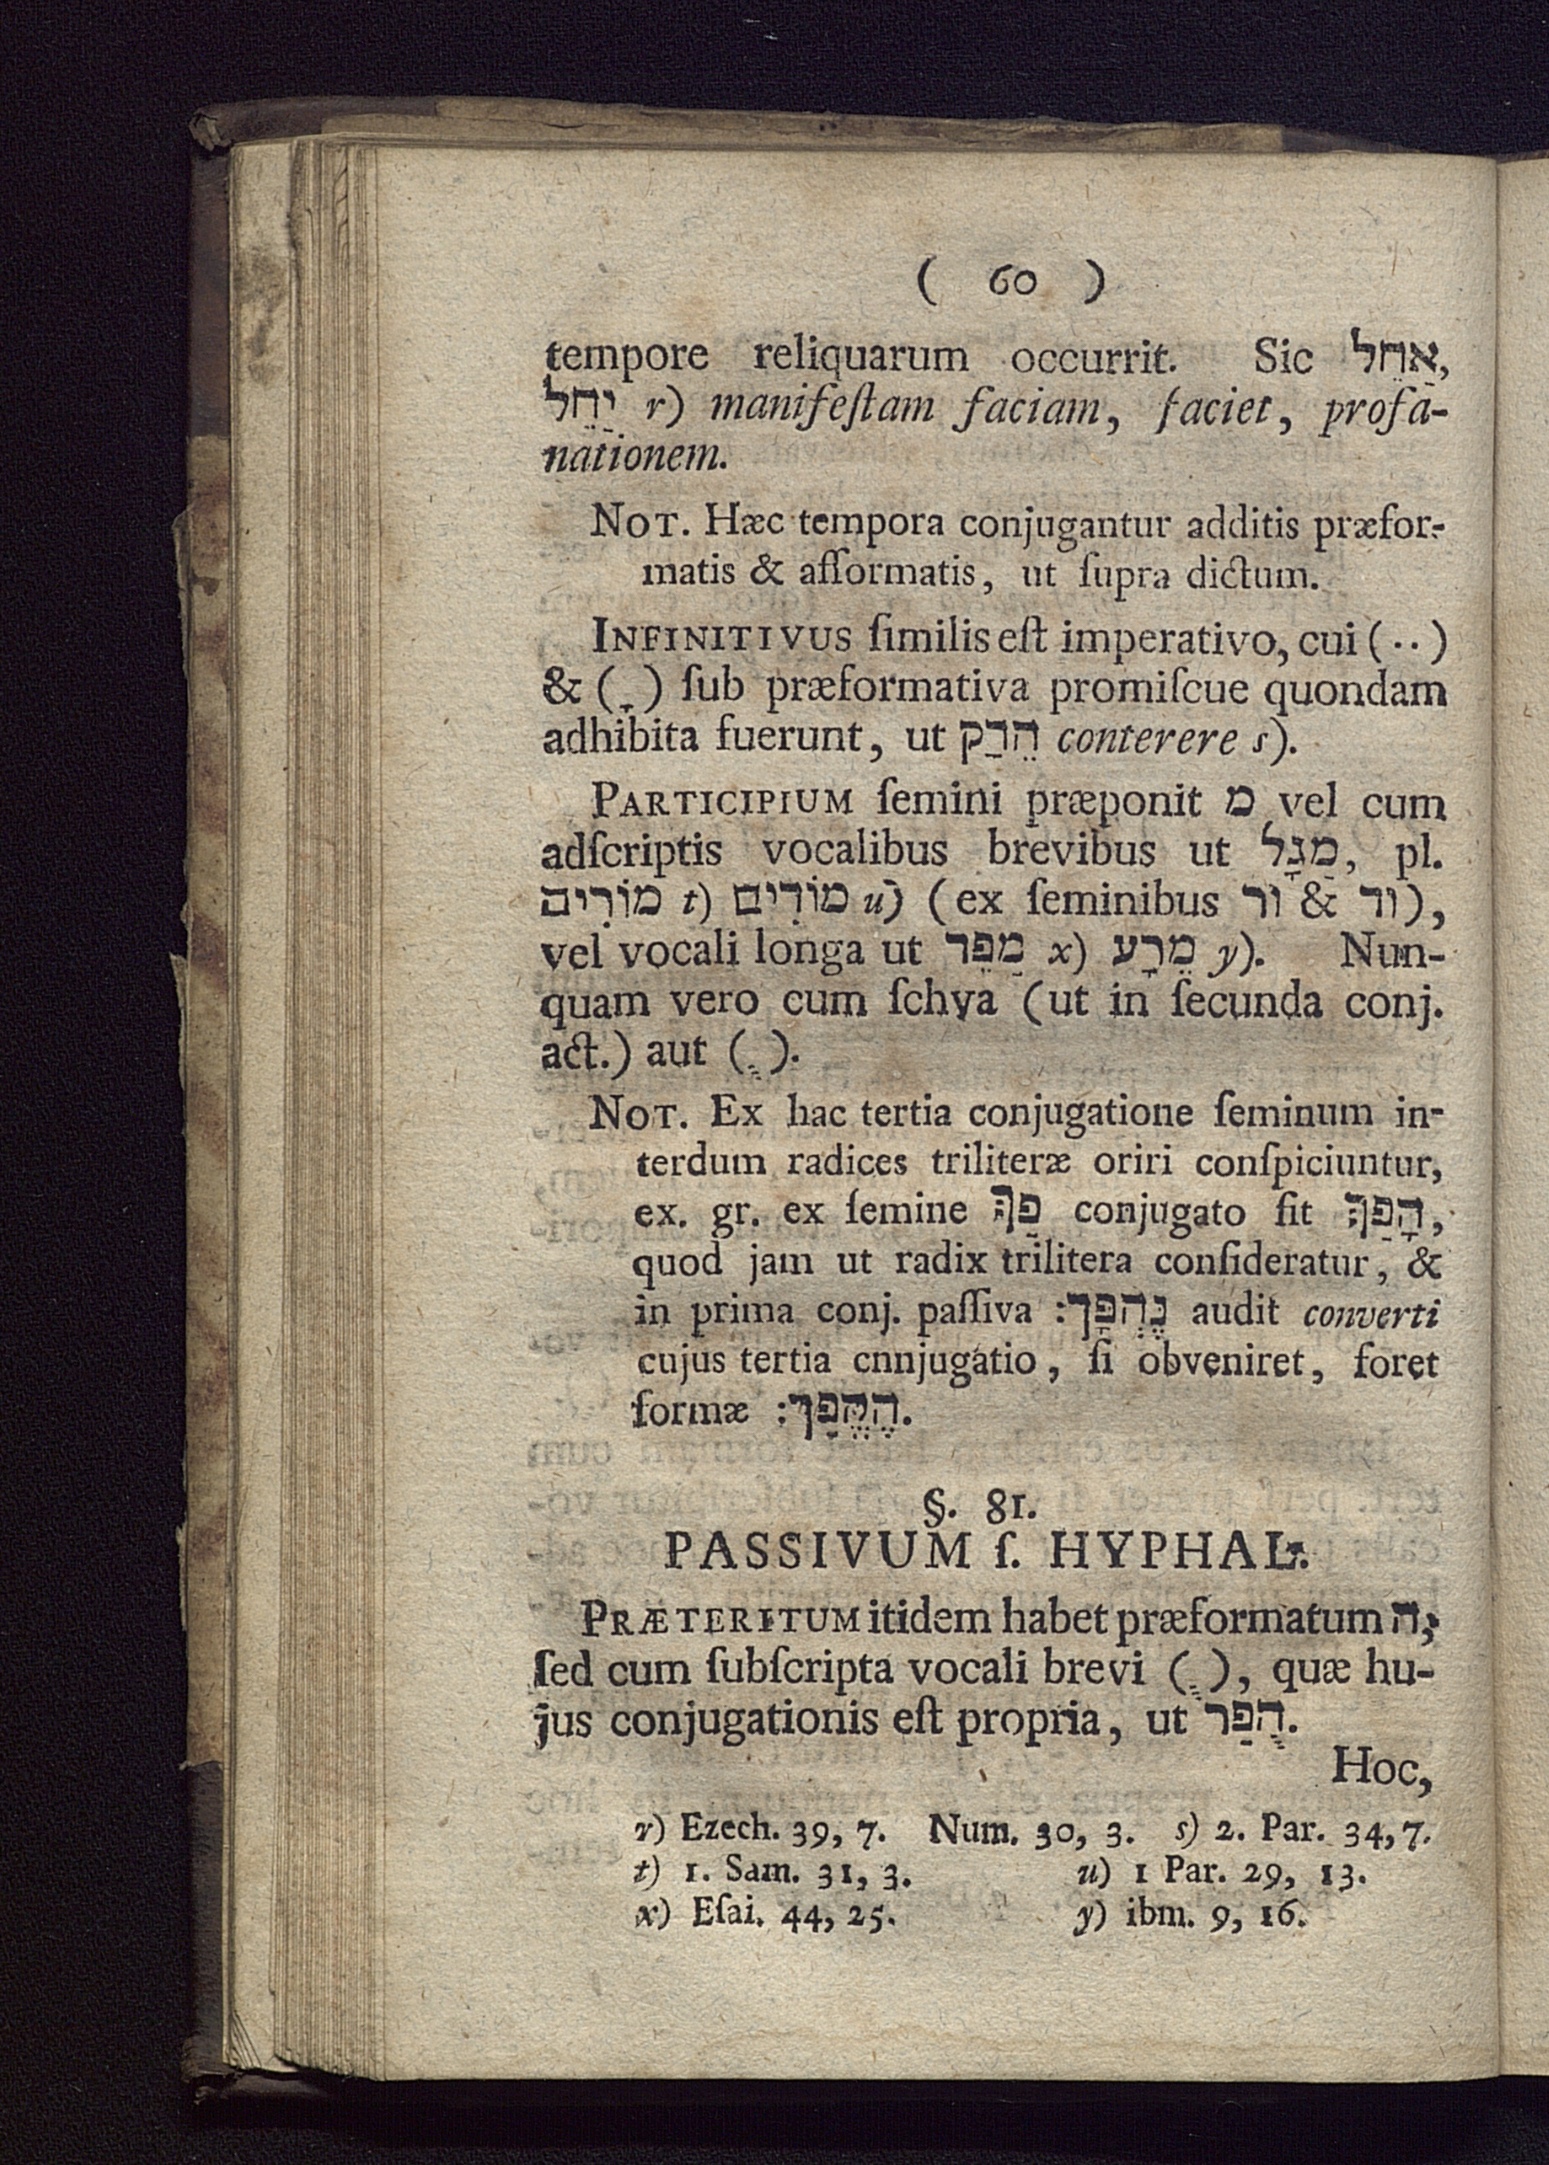 ( 60 )
tempore reliquarum occurrit. Sic אַחֵל,
יַחֵל r) manifeſtam faciam, faciet, profa-
nationem.
NOT. Hæc tempora conjugantur additis præfor-
matis & afformatis, ut ſupra dictum.
INFINITIVUS ſimilis eſt imperativo, cui (··)
& (ָ) ſub præformativa promiſcue quondam
adhibita fuerunt, ut הֵדַק conterere s).
PARTICIPIUM ſemini præponit מ vel cum
adſcriptis vocalibus brevibus ut מַגָל, pl.
מוֹרִים t) מוֹדִים u) (ex ſeminibus ור & וד),
vel vocali longa ut מַפֵר x) מֵרָע y). Nun-
quam vero cum ſchva (ut in ſecunda conj.
act.) aut (ֳ).
NOT. Ex hac tertia conjugatione ſeminum in-
terdum radices triliteræ oriri conſpiciuntur,
ex. gr. ex ſemine פַךְ conjugato fit הָפַךְ,
quod jam ut radix trilitera conſideratur, &
in prima conj. paſſiva נֶהְפָּךְ: audit converti
cujus tertia cnnjugatio, ſi obveniret, foret
formæ הֶהֱפַךְ:.
§. 81.
PASSIVUM ſ. HYPHAL.
PRÆTERITUM itidem habet præformatum ה,
ſed cum ſubſcripta vocali brevi (ֳ), quæ hu-
jus conjugationis eſt propria, ut הֳפַר.
Hoc,
r) Ezech. 39, 7. Num. 30, 3. s) 2. Par. 34, 7.
t) 1. Sam. 31, 3. u) 1 Par. 29, 13.
x) Eſai. 44, 25. y) ibm. 9, 16.